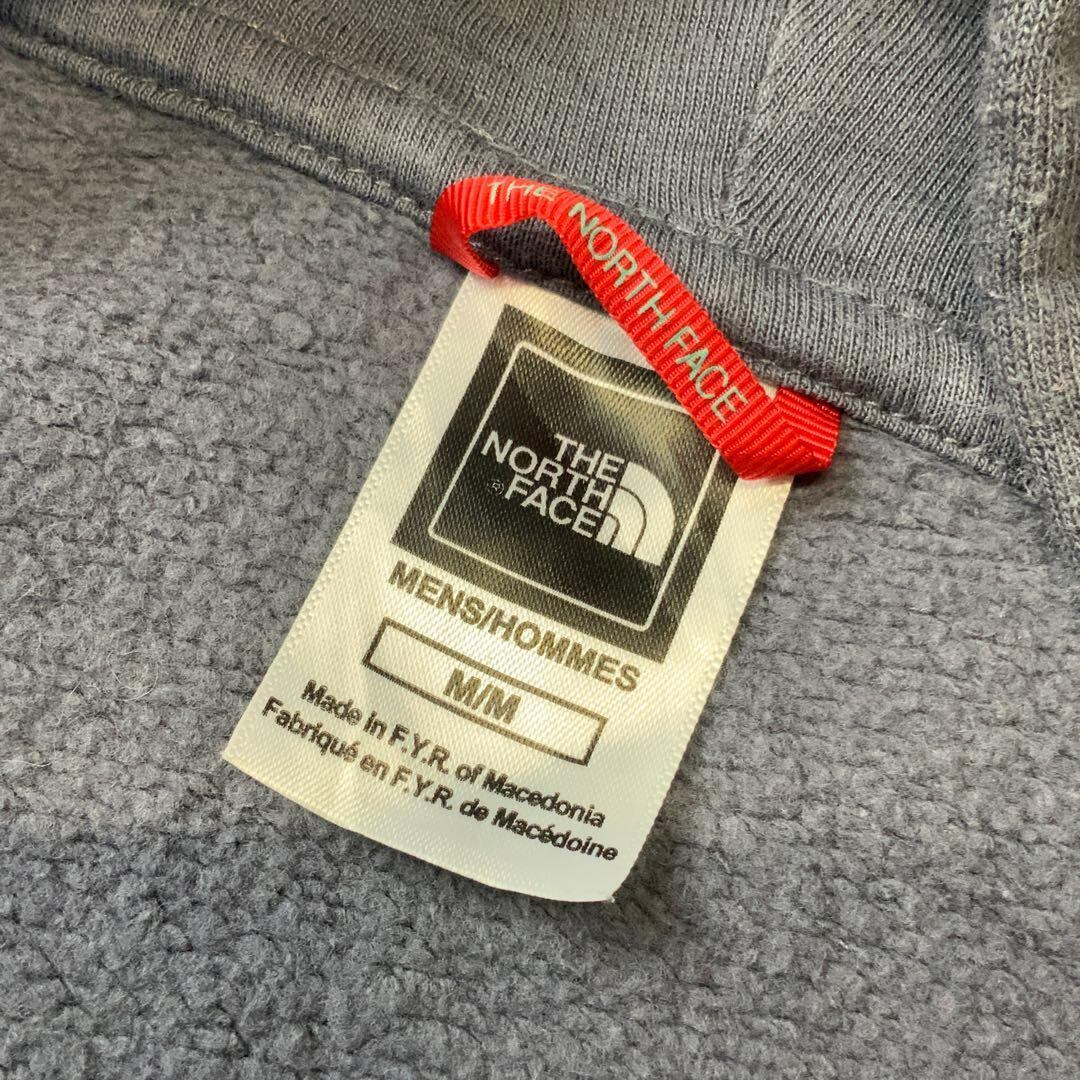 THE NORTH FACE
THE
NORTH
FACE
®
MENS/HOMMES
M/M
Made in F.Y.R. of Macedonia
Fabriqué en F.Y.R. de Macédoine